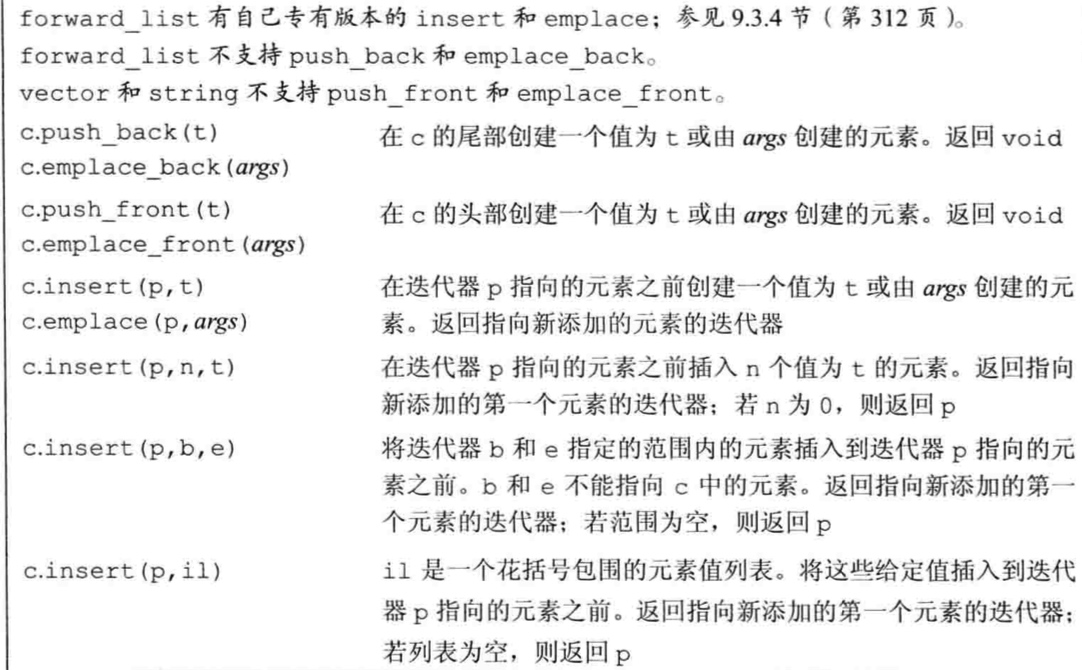 forward_list 有自己专有版本的 insert 和 emplace；参见 9.3.4 节（第 312 页）。
forward_list 不支持 push_back 和 emplace_back。
vector 和 string 不支持 push_front 和 emplace_front。
c.push_back(t) 在 c 的尾部创建一个值为 t 或由 args 创建的元素。返回 void
c.emplace_back(args)
c.push_front(t) 在 c 的头部创建一个值为 t 或由 args 创建的元素。返回 void
c.emplace_front(args)
c.insert(p,t) 在迭代器 p 指向的元素之前创建一个值为 t 或由 args 创建的元
c.emplace(p,args) 素。返回指向新添加的元素的迭代器
c.insert(p,n,t) 在迭代器 p 指向的元素之前插入 n 个值为 t 的元素。返回指向
新添加的第一个元素的迭代器；若 n 为 0，则返回 p
c.insert(p,b,e) 将迭代器 b 和 e 指定的范围内的元素插入到迭代器 p 指向的元
素之前。b 和 e 不能指向 c 中的元素。返回指向新添加的第一
个元素的迭代器；若范围为空，则返回 p
c.insert(p,il) il 是一个花括号包围的元素值列表。将这些给定值插入到迭代
器 p 指向的元素之前。返回指向新添加的第一个元素的迭代器；
若列表为空，则返回 p